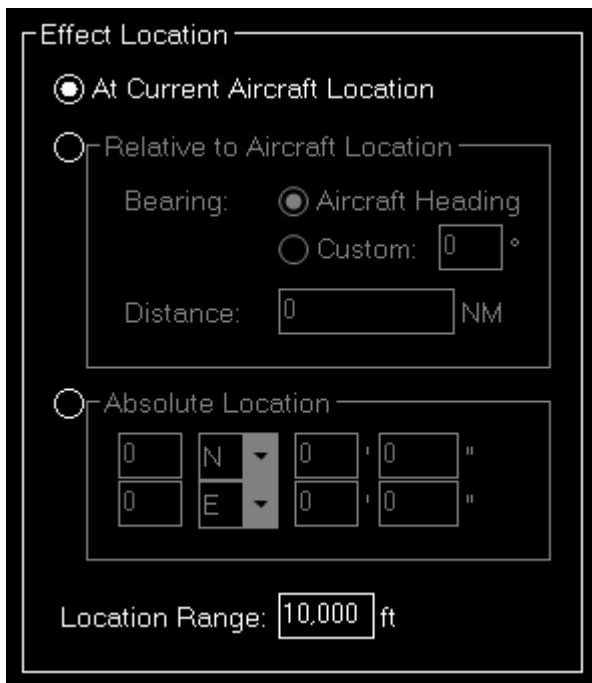 Effect Location
At Current Aircraft Location
Relative to Aircraft Location
Bearing: Aircraft Heading
Custom: 0 °
Distance: 0 NM
Absolute Location
0 N 0 ' 0 "
0 E 0 ' 0 "
Location Range: 10,000 ft